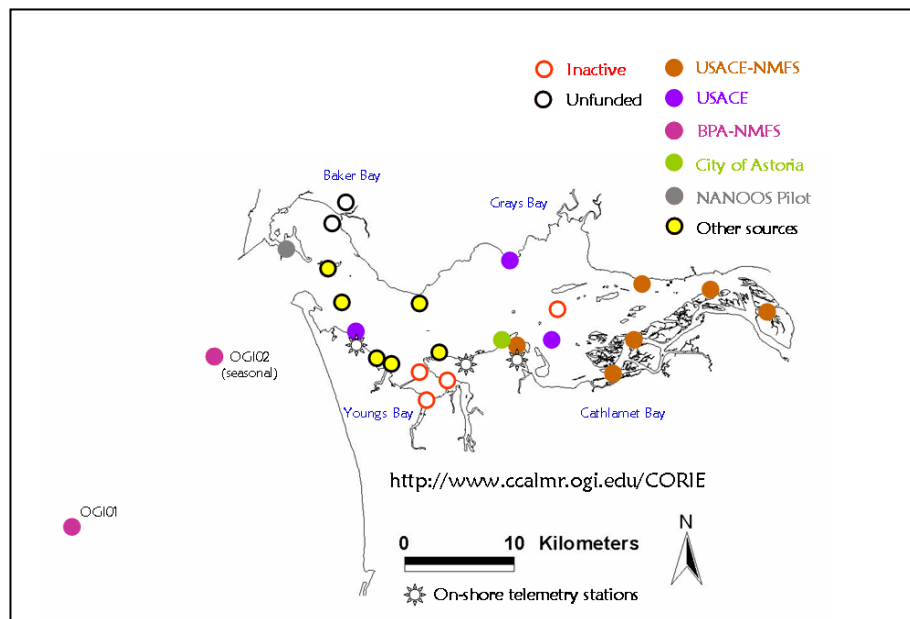 Inactive
Unfunded
USACE-NMFS
USACE
BPA-NMFS
City of Astoria
NANOOS Pilot
Other sources
Baker Bay
Grays Bay
OGI02
(seasonal)
Youngs Bay
Cathlamet Bay
http://www.ccalmr.ogi.edu/CORIE
OGI01
N
0 10 Kilometers
On-shore telemetry stations